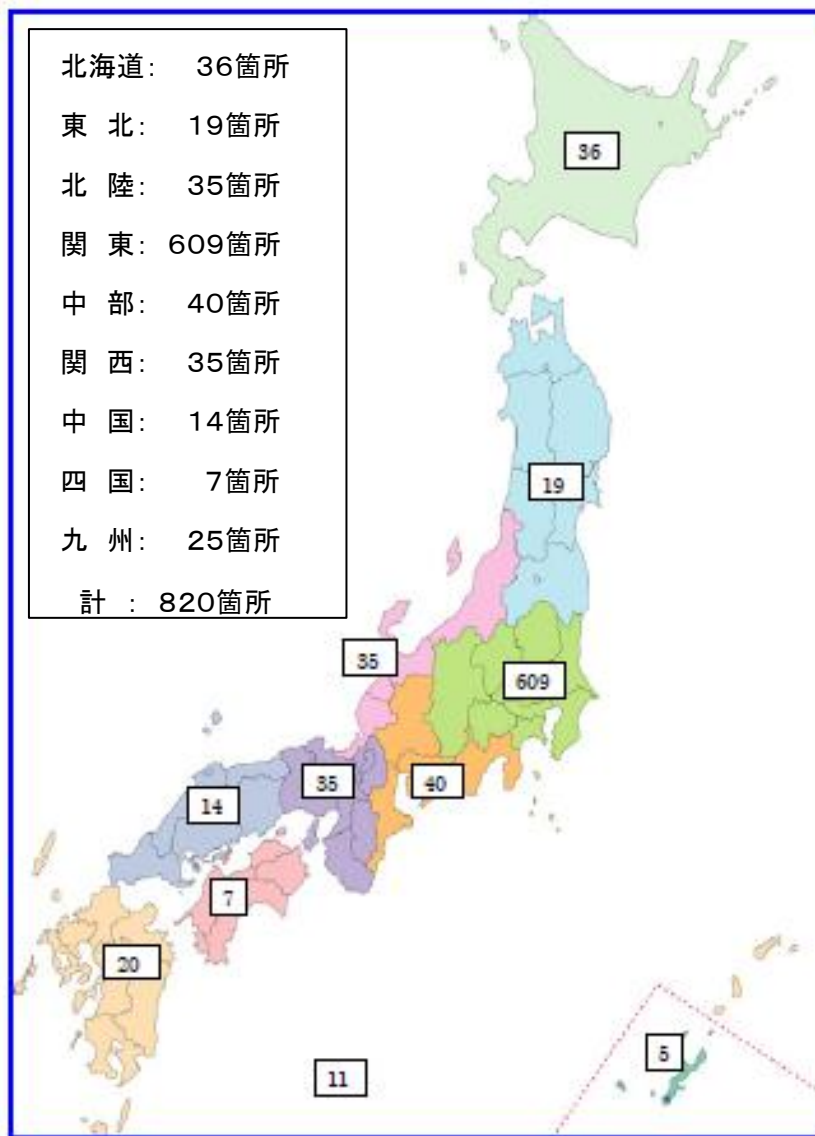 北海道： 36箇所
東 北： 19箇所
北 陸： 35箇所
関 東： 609箇所
中 部： 40箇所
関 西： 35箇所
中 国： 14箇所
四 国： 7箇所
九 州： 25箇所
計 ： 820箇所
36
19
35
609
35
40
14
7
20
5
11